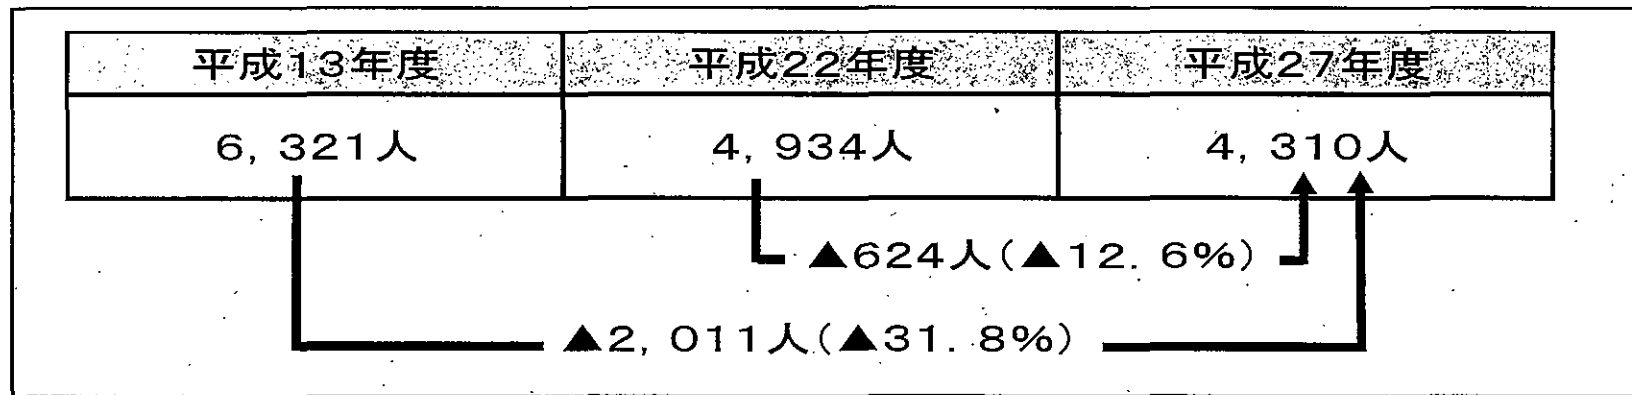 平成13年度 平成22年度 平成27年度
6,321人 4,934人 4,310人
▲624人(▲12.6%)
▲2,011人(▲31.8%)